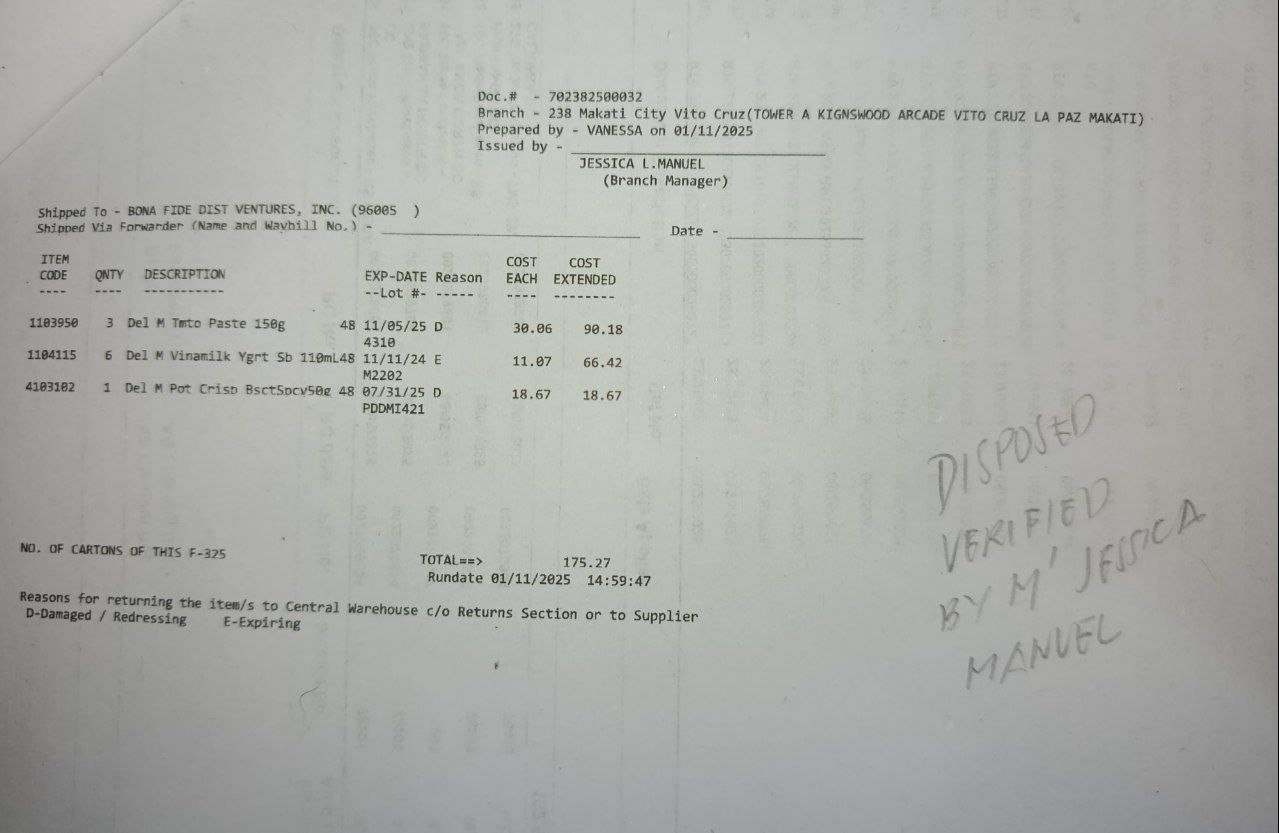 Doc.# - 702382500032
Branch - 238 Makati City Vito Cruz(TOWER A KIGNSWOOD ARCADE VITO CRUZ LA PAZ MAKATI)
Prepared by - VANESSA on 01/11/2025
Issued by - 
JESSICA L.MANUEL
(Branch Manager)
Shipped To - BONA FIDE DIST VENTURES, INC. (96005 )
Shipped Via Forwarder (Name and Waybill No.) - Date -
ITEM COST COST
CODE QNTY DESCRIPTION EXP-DATE Reason EACH EXTENDED
---- ---- ----------- --Lot #- ----- ---- --------
1103950 3 Del M Tmto Paste 150g 48 11/05/25 D 30.06 90.18
4310
1104115 6 Del M Vinamilk Ygrt Sb 110mL48 11/11/24 E 11.07 66.42
M2202
4103102 1 Del M Pot Crisp BsctSpcy50g 48 07/31/25 D 18.67 18.67
PDDMI421
DISPOSED
VERIFIED
BY M' JESSICA
MANUEL
NO. OF CARTONS OF THIS F-325 TOTAL==> 175.27
Rundate 01/11/2025 14:59:47
Reasons for returning the item/s to Central Warehouse c/o Returns Section or to Supplier
D-Damaged / Redressing E-Expiring